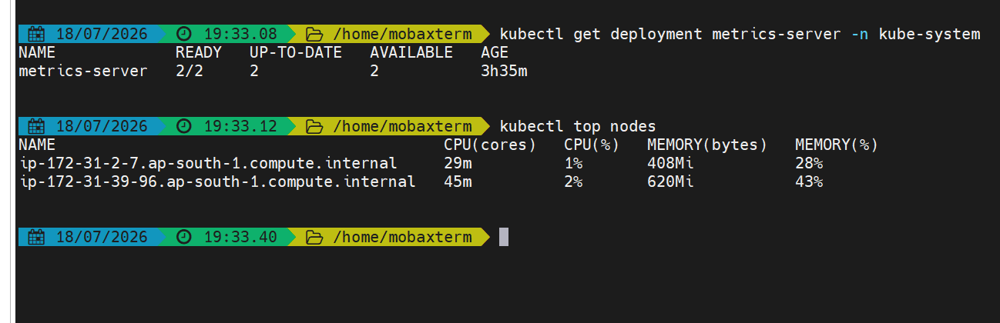 18/07/2026 19:33.08 /home/mobaxterm kubectl get deployment metrics-server -n kube-system
NAME READY UP-TO-DATE AVAILABLE AGE
metrics-server 2/2 2 2 3h35m
18/07/2026 19:33.12 /home/mobaxterm kubectl top nodes
NAME CPU(cores) CPU(%) MEMORY(bytes) MEMORY(%)
ip-172-31-2-7.ap-south-1.compute.internal 29m 1% 408Mi 28%
ip-172-31-39-96.ap-south-1.compute.internal 45m 2% 620Mi 43%
18/07/2026 19:33.40 /home/mobaxterm